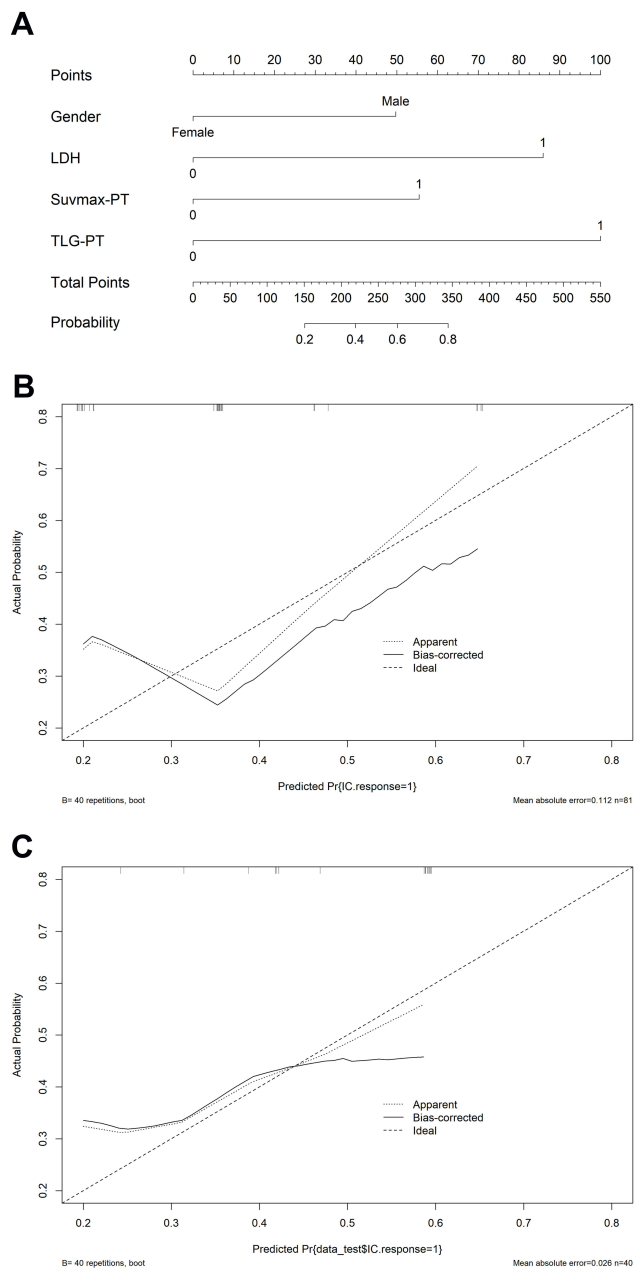 A
Points
0 10 20 30 40 50 60 70 80 90 100
Gender
Male
Female
LDH
1
0
Suvmax-PT
1
0
TLG-PT
1
0
Total Points
0 50 100 150 200 250 300 350 400 450 500 550
Probability
0.2 0.4 0.6 0.8
B
Actual Probability
0.8
0.7
0.6
0.5
0.4
0.3
0.2
Apparent
Bias-corrected
Ideal
0.2 0.3 0.4 0.5 0.6 0.7 0.8
Predicted Pr{IC.response=1}
B= 40 repetitions, boot
Mean absolute error=0.112 n=81
C
Actual Probability
0.8
0.7
0.6
0.5
0.4
0.3
0.2
Apparent
Bias-corrected
Ideal
0.2 0.3 0.4 0.5 0.6 0.7 0.8
Predicted Pr{data_test$IC.response=1}
B= 40 repetitions, boot
Mean absolute error=0.026 n=40